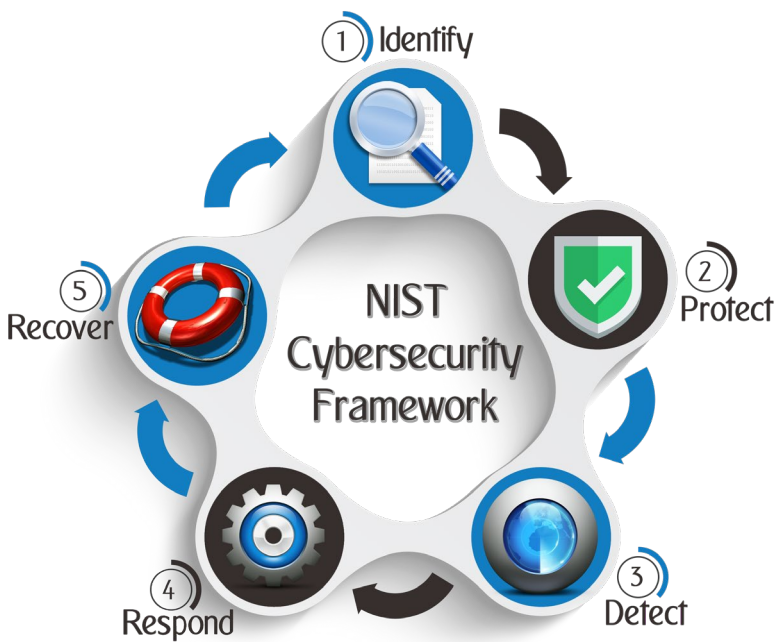 1 Identify
2
Protect
3
Detect
4
Respond
5
Recover
NIST
Cybersecurity
Framework